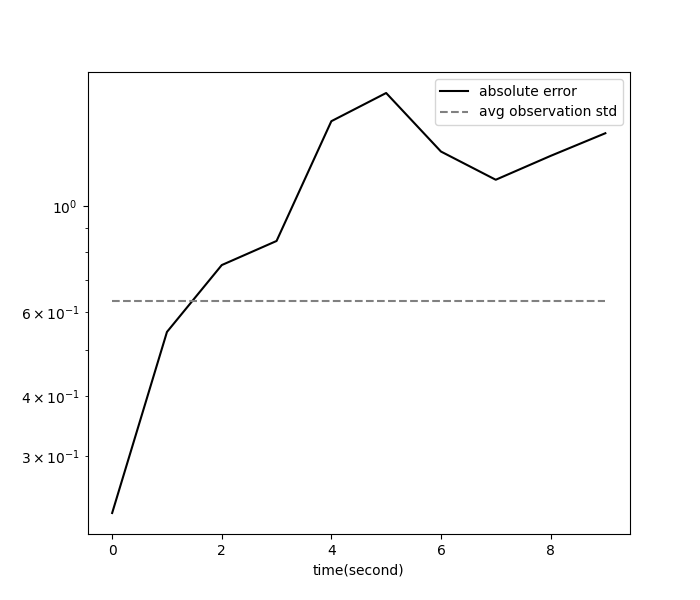 absolute error
avg observation std
10⁰
6 × 10⁻¹
4 × 10⁻¹
3 × 10⁻¹
0 2 4 6 8
time(second)